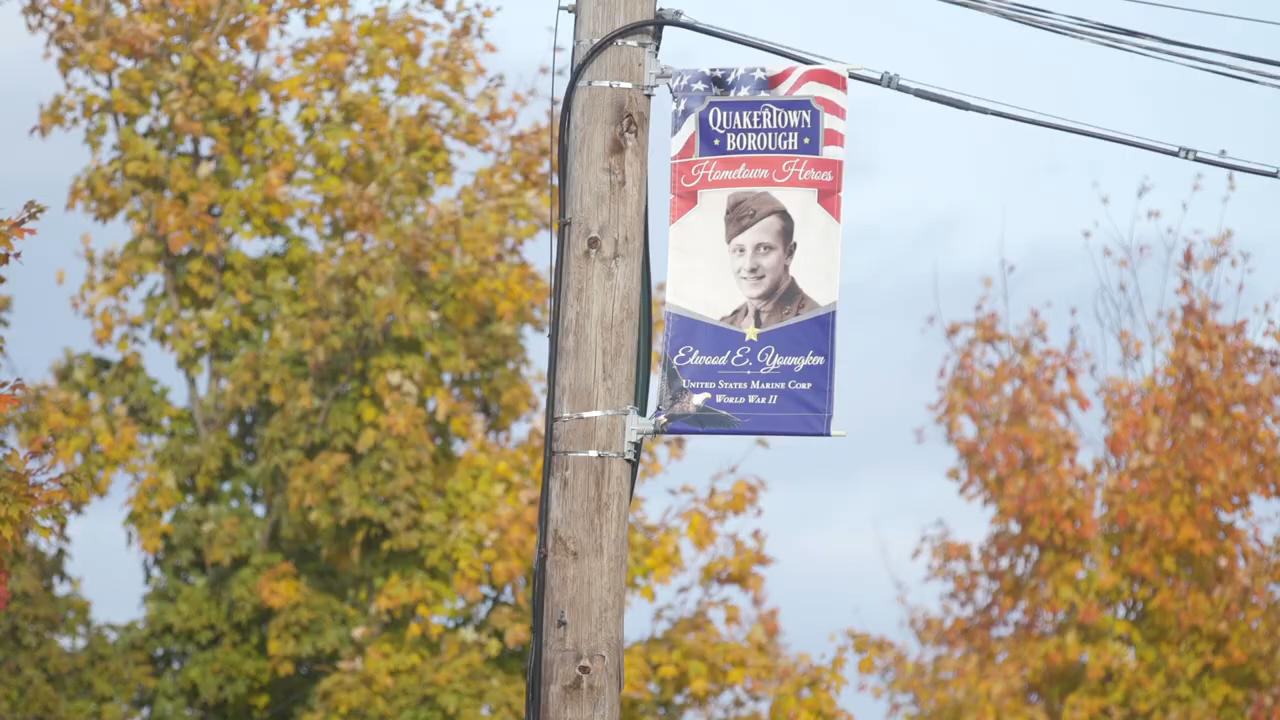 QUAKERTOWN
BOROUGH
Hometown Heroes
Elwood E. Youngken
UNITED STATES MARINE CORP
WORLD WAR II